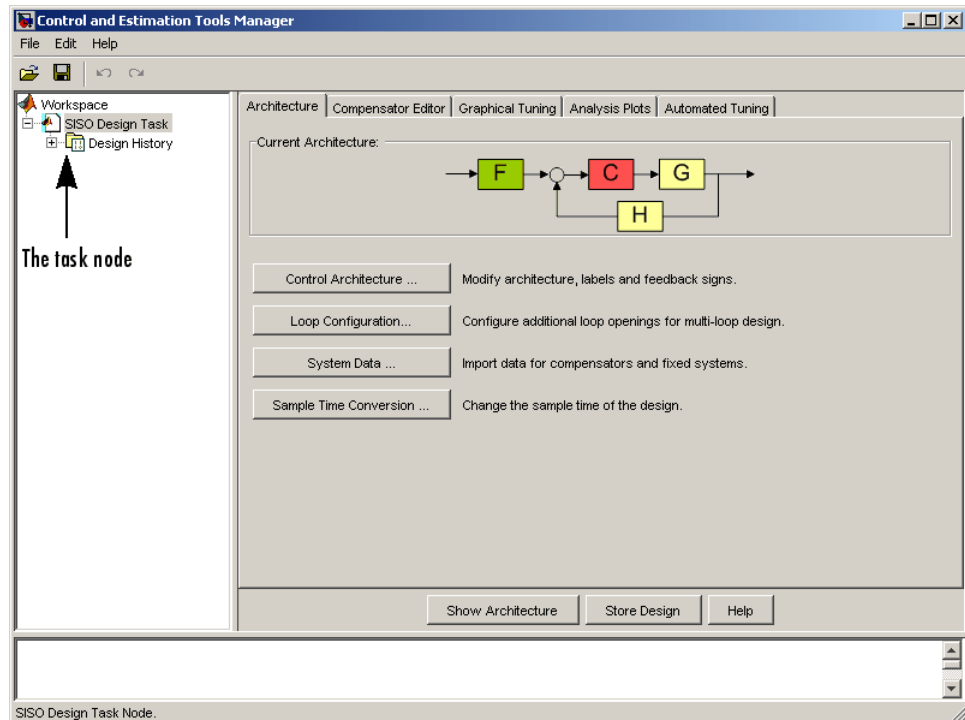 Control and Estimation Tools Manager
File Edit Help
Workspace
SISO Design Task
Design History
The task node
Architecture Compensator Editor Graphical Tuning Analysis Plots Automated Tuning
Current Architecture:
F C G
H
Control Architecture ... Modify architecture, labels and feedback signs.
Loop Configuration... Configure additional loop openings for multi-loop design.
System Data ... Import data for compensators and fixed systems.
Sample Time Conversion ... Change the sample time of the design.
Show Architecture Store Design Help
SISO Design Task Node.